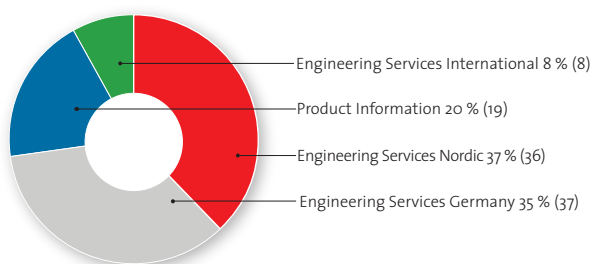 Engineering Services International 8 % (8)
Product Information 20 % (19)
Engineering Services Nordic 37 % (36)
Engineering Services Germany 35 % (37)